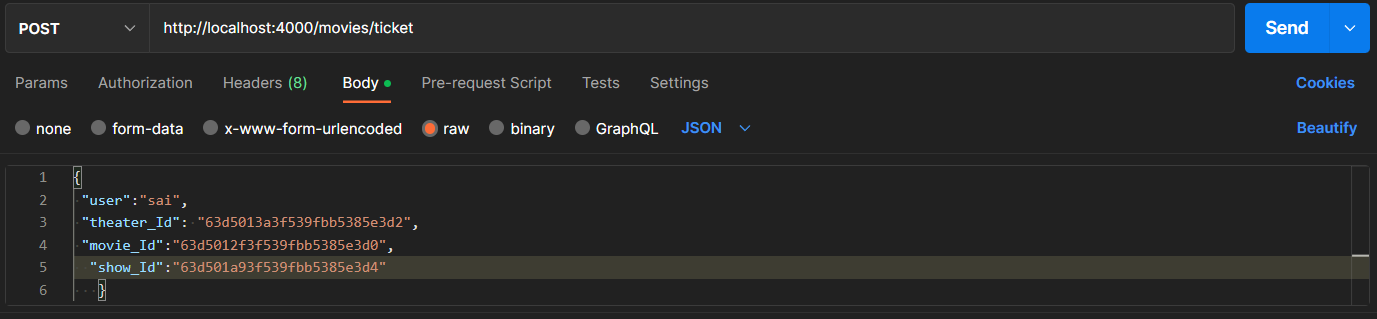 POST http://localhost:4000/movies/ticket Send
Params Authorization Headers (8) Body Pre-request Script Tests Settings Cookies
none form-data x-www-form-urlencoded raw binary GraphQL JSON Beautify
1 {
2 "user":"sai",
3 "theater_Id": "63d5013a3f539fbb5385e3d2",
4 "movie_Id":"63d5012f3f539fbb5385e3d0",
5 "show_Id":"63d501a93f539fbb5385e3d4"
6 }